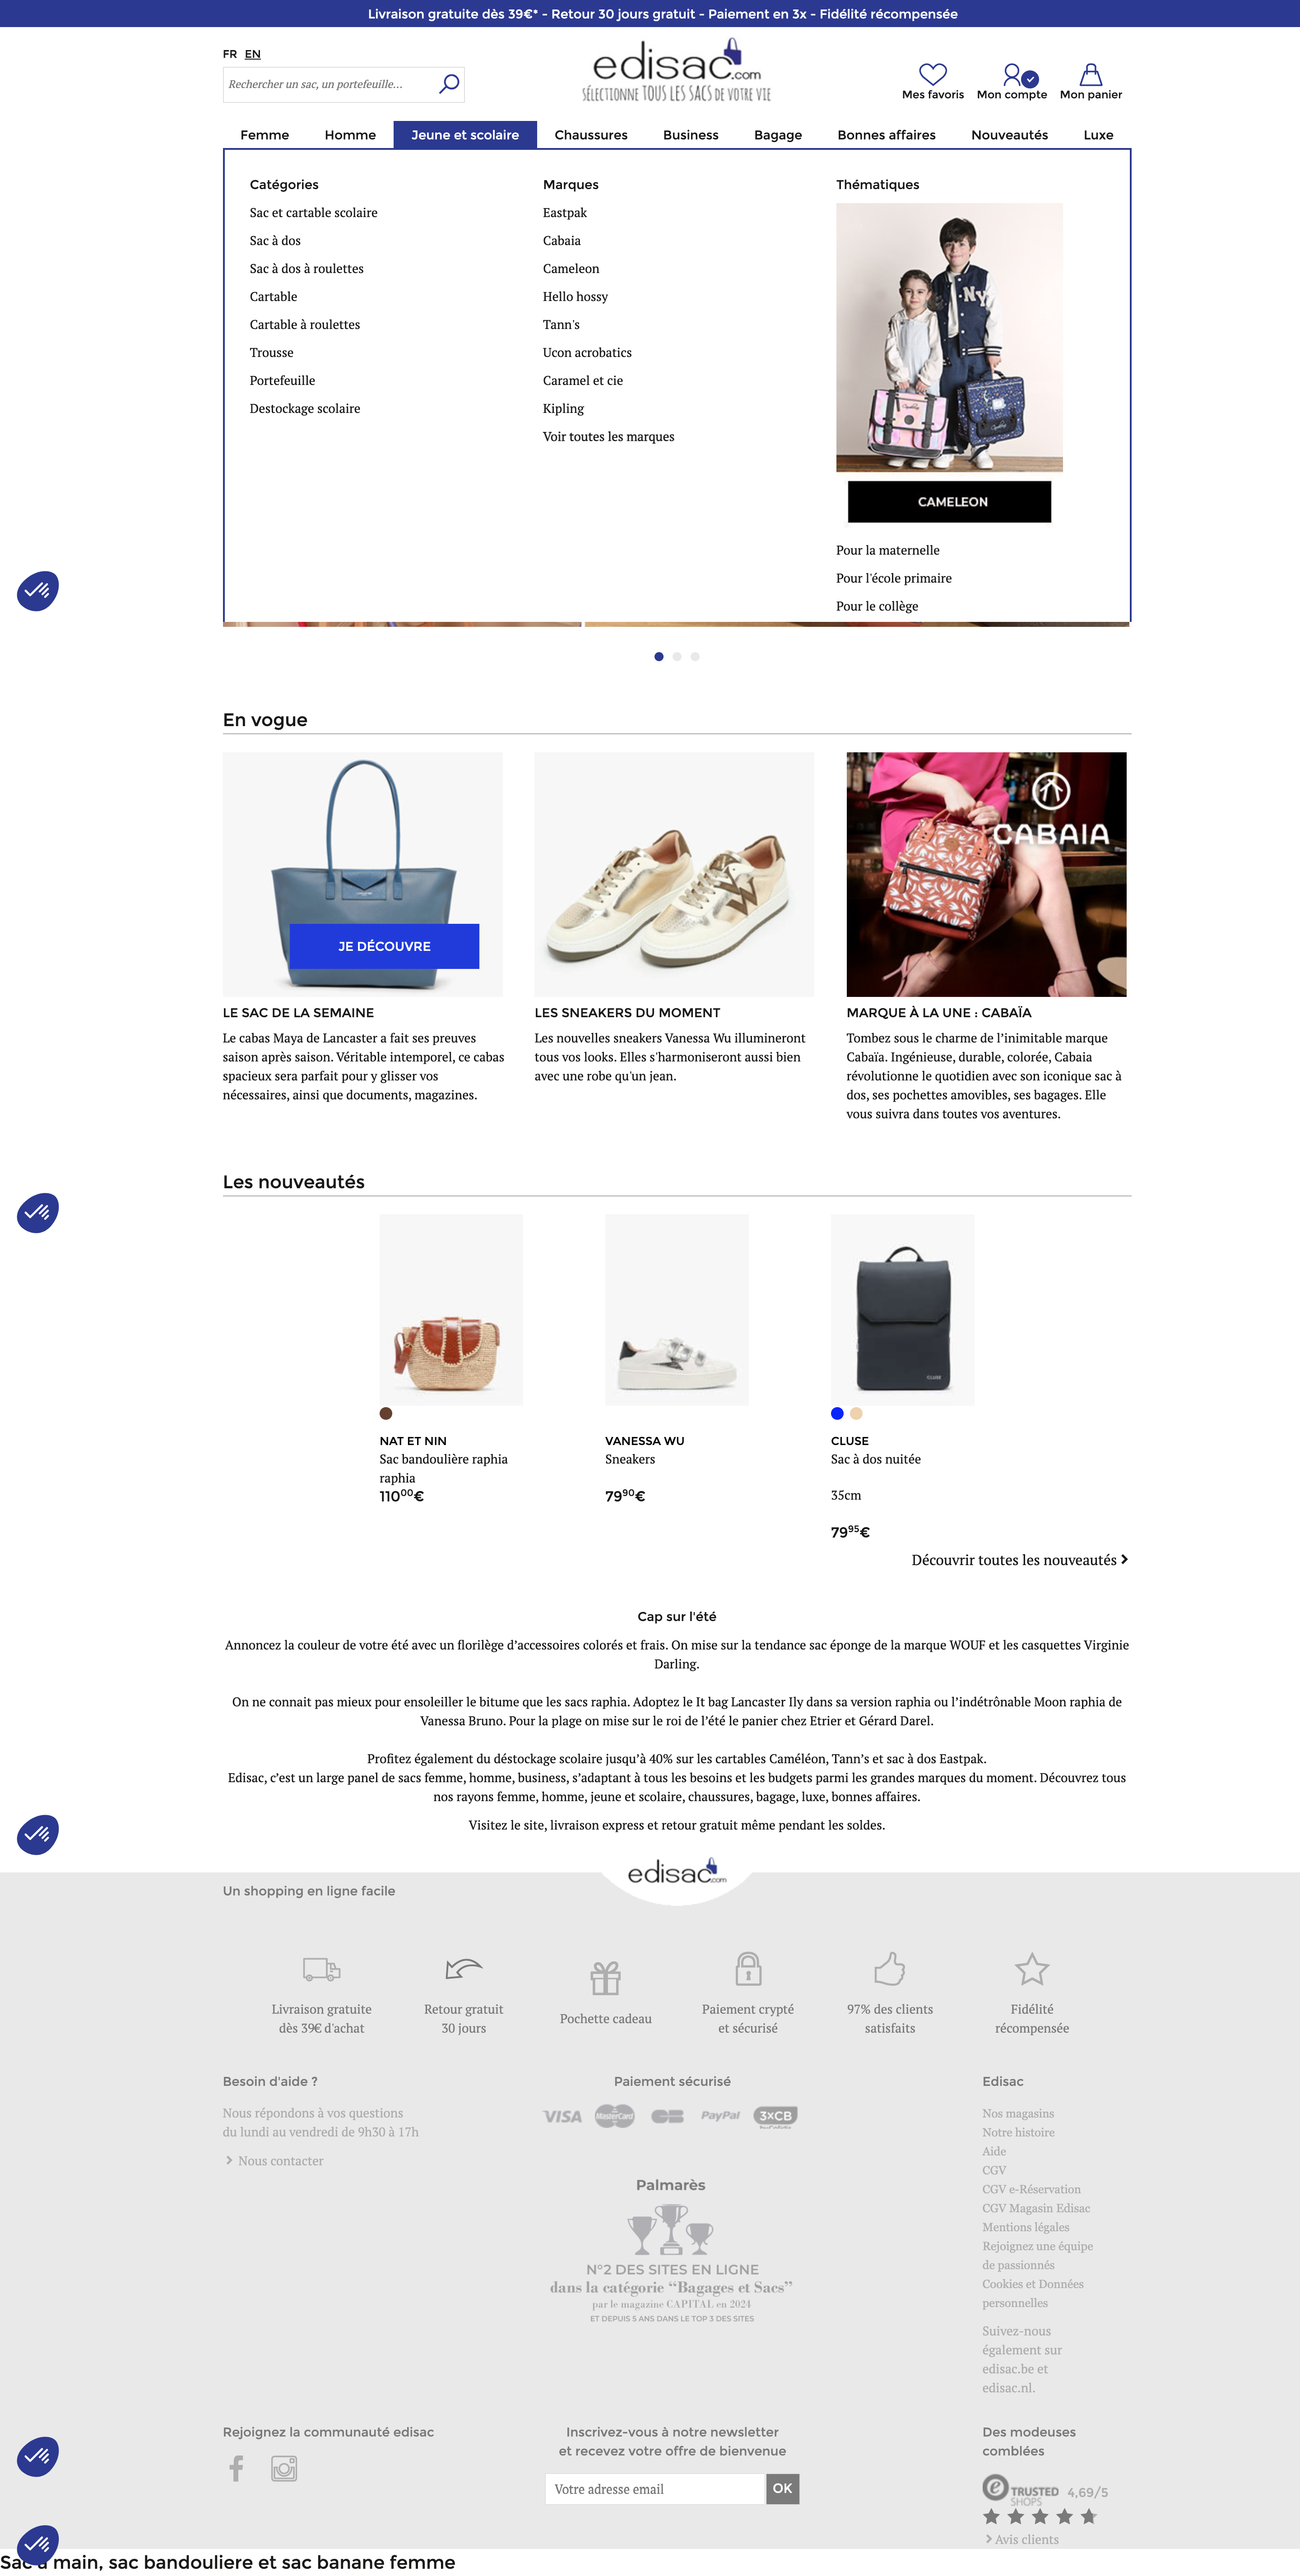 Livraison gratuite dès 39€* - Retour 30 jours gratuit - Paiement en 3x - Fidélité récompensée
FR EN
Rechercher un sac, un portefeuille...
edisac.com
SÉLECTIONNE TOUS LES SACS DE VOTRE VIE
Mes favoris Mon compte Mon panier
Femme Homme Jeune et scolaire Chaussures Business Bagage Bonnes affaires Nouveautés Luxe
Catégories
Sac et cartable scolaire
Sac à dos
Sac à dos à roulettes
Cartable
Cartable à roulettes
Trousse
Portefeuille
Destockage scolaire
Marques
Eastpak
Cabaia
Cameleon
Hello hossy
Tann's
Ucon acrobatics
Caramel et cie
Kipling
Voir toutes les marques
Thématiques
NY
CAMELEON
Pour la maternelle
Pour l'école primaire
Pour le collège
En vogue
JE DÉCOUVRE
LE SAC DE LA SEMAINE
Le cabas Maya de Lancaster a fait ses preuves
saison après saison. Véritable intemporel, ce cabas
spacieux sera parfait pour y glisser vos
nécessaires, ainsi que documents, magazines.
LES SNEAKERS DU MOMENT
Les nouvelles sneakers Vanessa Wu illumineront
tous vos looks. Elles s'harmoniseront aussi bien
avec une robe qu'un jean.
CABAIA
MARQUE À LA UNE : CABAÏA
Tombez sous le charme de l’inimitable marque
Cabaïa. Ingénieuse, durable, colorée, Cabaia
révolutionne le quotidien avec son iconique sac à
dos, ses pochettes amovibles, ses bagages. Elle
vous suivra dans toutes vos aventures.
Les nouveautés
NAT ET NIN
Sac bandoulière raphia
raphia
11000€
VANESSA WU
Sneakers
7990€
CLUSE
CLUSE
Sac à dos nuitée
35cm
7995€
Découvrir toutes les nouveautés
Cap sur l'été
Annoncez la couleur de votre été avec un florilège d’accessoires colorés et frais. On mise sur la tendance sac éponge de la marque WOUF et les casquettes Virginie
Darling.
On ne connait pas mieux pour ensoleiller le bitume que les sacs raphia. Adoptez le It bag Lancaster Ily dans sa version raphia ou l’indétrônable Moon raphia de
Vanessa Bruno. Pour la plage on mise sur le roi de l’été le panier chez Etrier et Gérard Darel.
Profitez également du déstockage scolaire jusqu’à 40% sur les cartables Caméléon, Tann’s et sac à dos Eastpak.
Edisac, c’est un large panel de sacs femme, homme, business, s’adaptant à tous les besoins et les budgets parmi les grandes marques du moment. Découvrez tous
nos rayons femme, homme, jeune et scolaire, chaussures, bagage, luxe, bonnes affaires.
Visitez le site, livraison express et retour gratuit même pendant les soldes.
edisac.com
Un shopping en ligne facile
Livraison gratuite
dès 39€ d'achat
Retour gratuit
30 jours
Pochette cadeau
Paiement crypté
et sécurisé
97% des clients
satisfaits
Fidélité
récompensée
Besoin d'aide ?
Nous répondons à vos questions
du lundi au vendredi de 9h30 à 17h
Nous contacter
Paiement sécurisé
VISA MasterCard CB PayPal 3×CB
Palmarès
N°2 DES SITES EN LIGNE
dans la catégorie “Bagages et Sacs”
par le magazine CAPITAL en 2024
ET DEPUIS 5 ANS DANS LE TOP 3 DES SITES
Edisac
Nos magasins
Notre histoire
Aide
CGV
CGV e-Réservation
CGV Magasin Edisac
Mentions légales
Rejoignez une équipe
de passionnés
Cookies et Données
personnelles
Suivez-nous
également sur
edisac.be et
edisac.nl.
Rejoignez la communauté edisac
Inscrivez-vous à notre newsletter
et recevez votre offre de bienvenue
Votre adresse email OK
Des modeuses
comblées
TRUSTED
SHOPS
4,69/5
Avis clients
Sac à main, sac bandouliere et sac banane femme